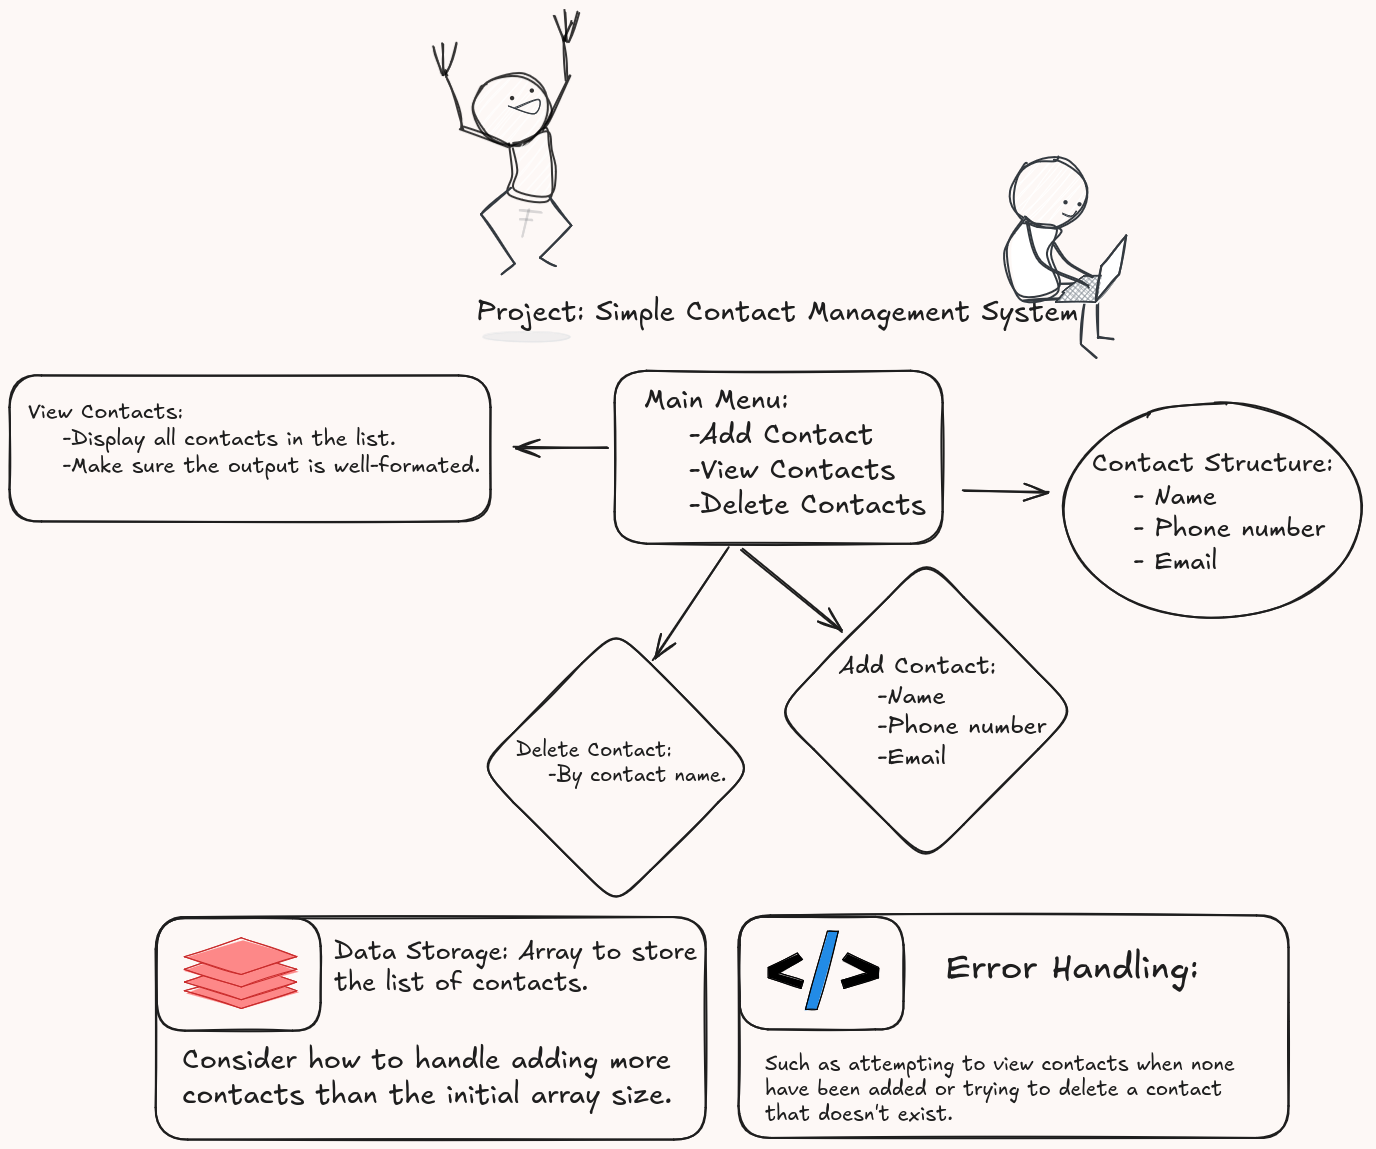 Project: Simple Contact Management System
View Contacts:
-Display all contacts in the list.
-Make sure the output is well-formated.
Main Menu:
-Add Contact
-View Contacts
-Delete Contacts
Contact Structure:
- Name
- Phone number
- Email
Delete Contact:
-By contact name.
Add Contact:
-Name
-Phone number
-Email
Data Storage: Array to store
the list of contacts.
Consider how to handle adding more
contacts than the initial array size.
</>
Error Handling:
Such as attempting to view contacts when none
have been added or trying to delete a contact
that doesn't exist.